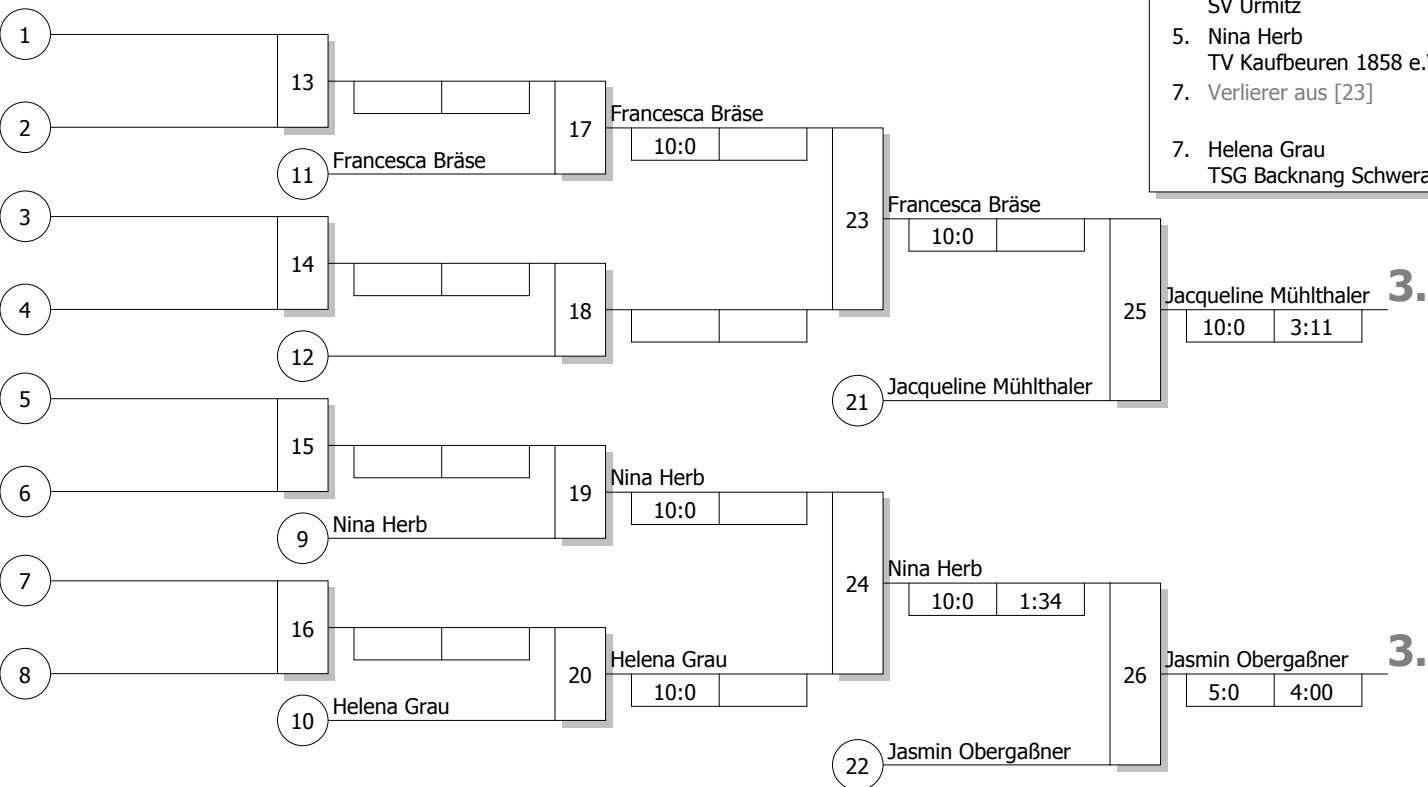 SV Urmitz
5. Nina Herb
TV Kaufbeuren 1858 e.V
7. Verlierer aus [23]
7. Helena Grau
TSG Backnang Schwera
1
13
2
17
Francesca Bräse
10:0
11
Francesca Bräse
3
14
4
18
12
23
Francesca Bräse
10:0
25
Jacqueline Mühlthaler
3.
10:0 3:11
21
Jacqueline Mühlthaler
5
15
6
19
Nina Herb
10:0
9
Nina Herb
7
16
8
20
Helena Grau
10:0
10
Helena Grau
24
Nina Herb
10:0 1:34
26
Jasmin Obergaßner
3.
5:0 4:00
22
Jasmin Obergaßner